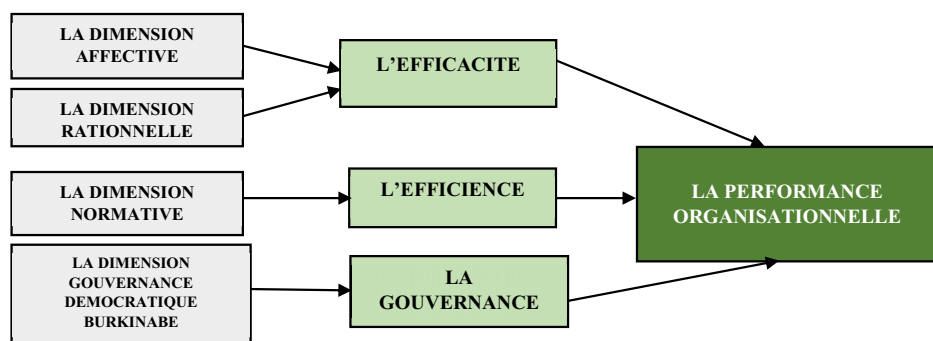 LA DIMENSION
AFFECTIVE
L’EFFICACITE
LA DIMENSION
RATIONNELLE
LA DIMENSION
NORMATIVE
L’EFFICIENCE
LA PERFORMANCE
ORGANISATIONNELLE
LA DIMENSION
GOUVERNANCE
DEMOCRATIQUE
BURKINABE
LA
GOUVERNANCE